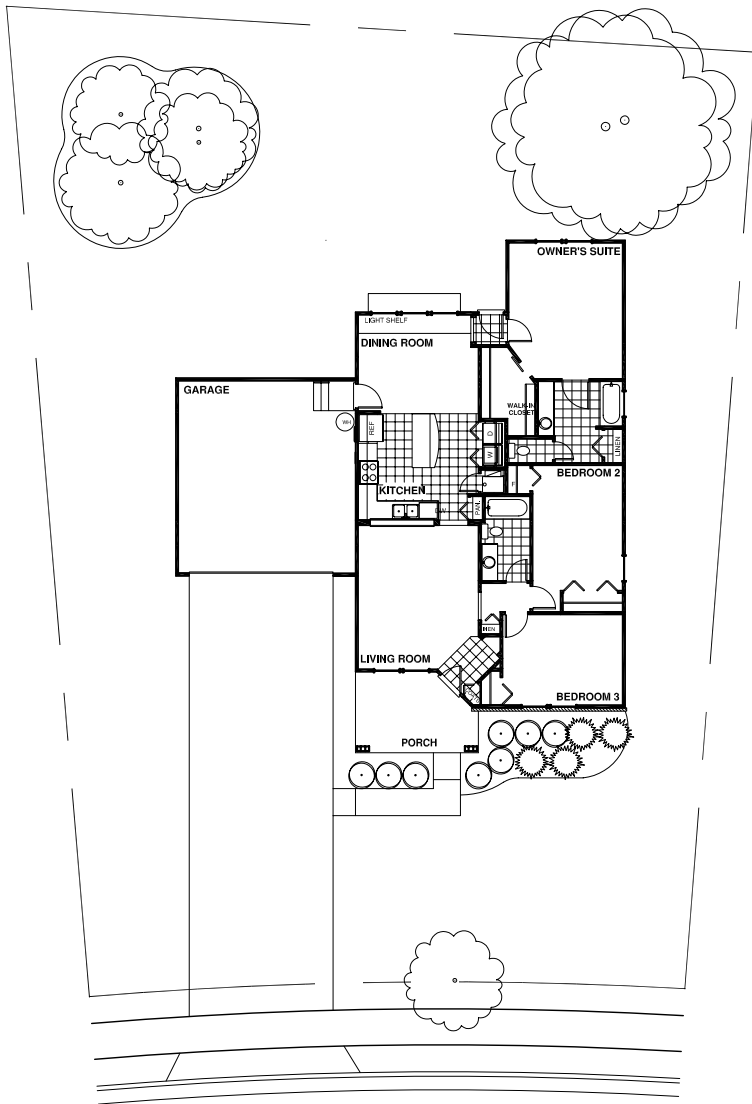 OWNER'S SUITE
LIGHT SHELF
DINING ROOM
GARAGE
WALK-IN
CLOSET
WH
REF
D
W
LINEN
BEDROOM 2
KITCHEN
F
PAN.
DW
LINEN
LIVING ROOM
BEDROOM 3
PORCH